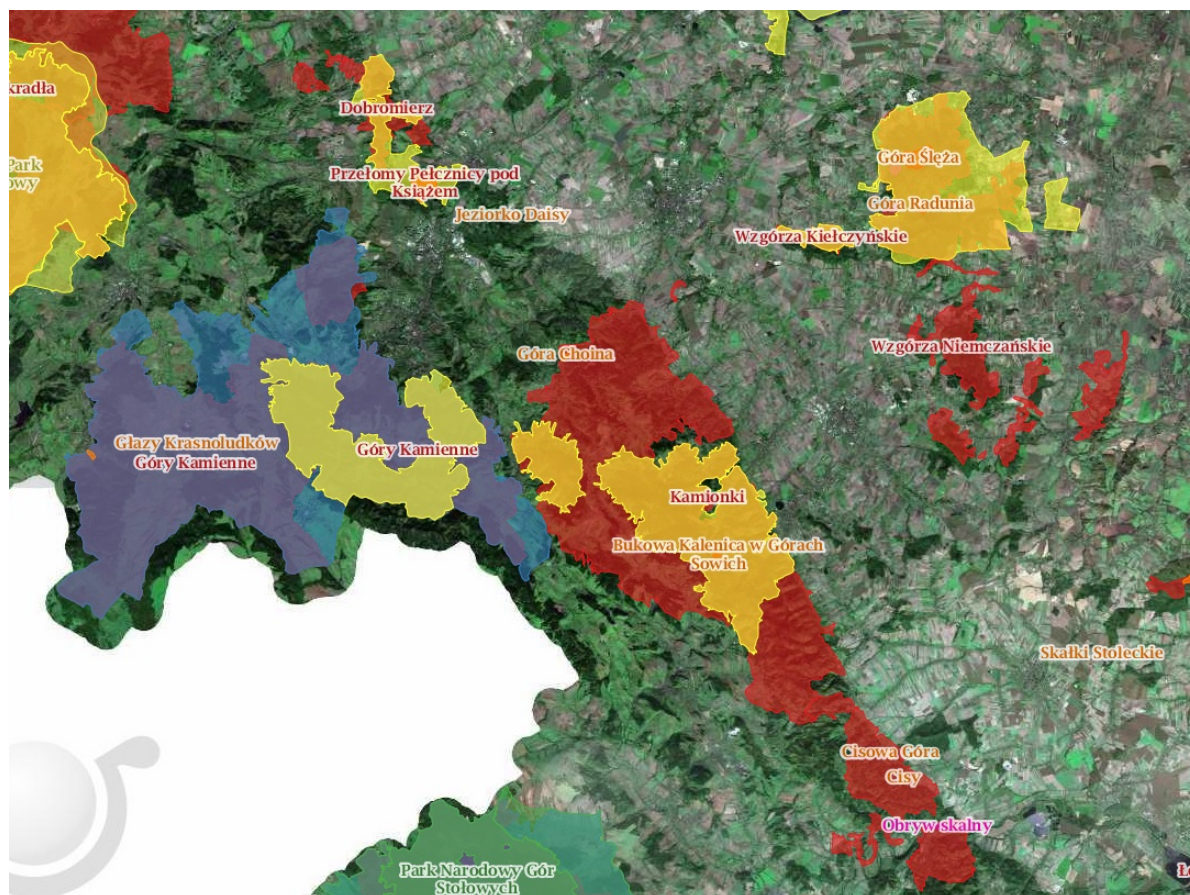 kradła
Park
owy
Dobromierz
Przełomy Pełcznicy pod
Książem
Jeziorko Daisy
Góra Ślęża
Góra Radunia
Wzgórza Kiełczyńskie
Wzgórza Niemczańskie
Góra Choina
Głazy Krasnoludków
Góry Kamienne
Góry Kamienne
Kamionki
Bukowa Kalenica w Górach
Sowich
Skałki Stoleckie
Cisowa Góra
Cisy
Obryw skalny
Park Narodowy Gór
Stołowych